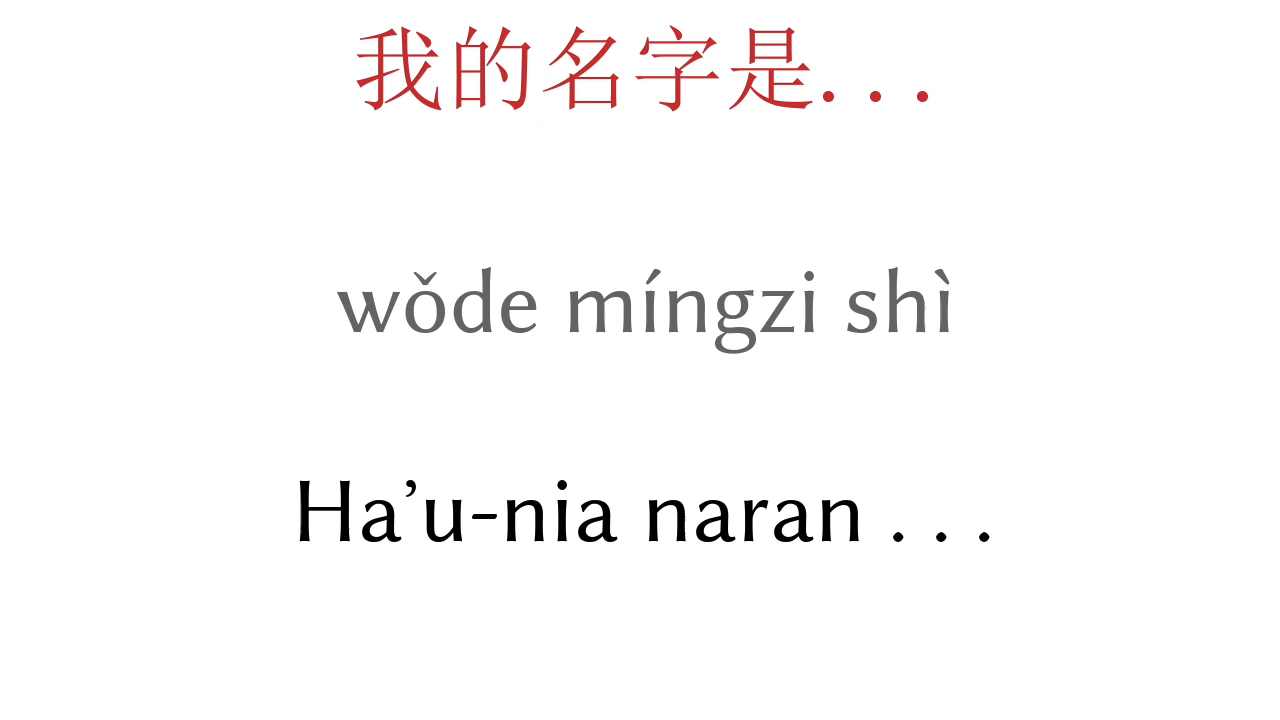 我的名字是. . .
wǒde míngzi shì
Ha’u-nia naran . . .